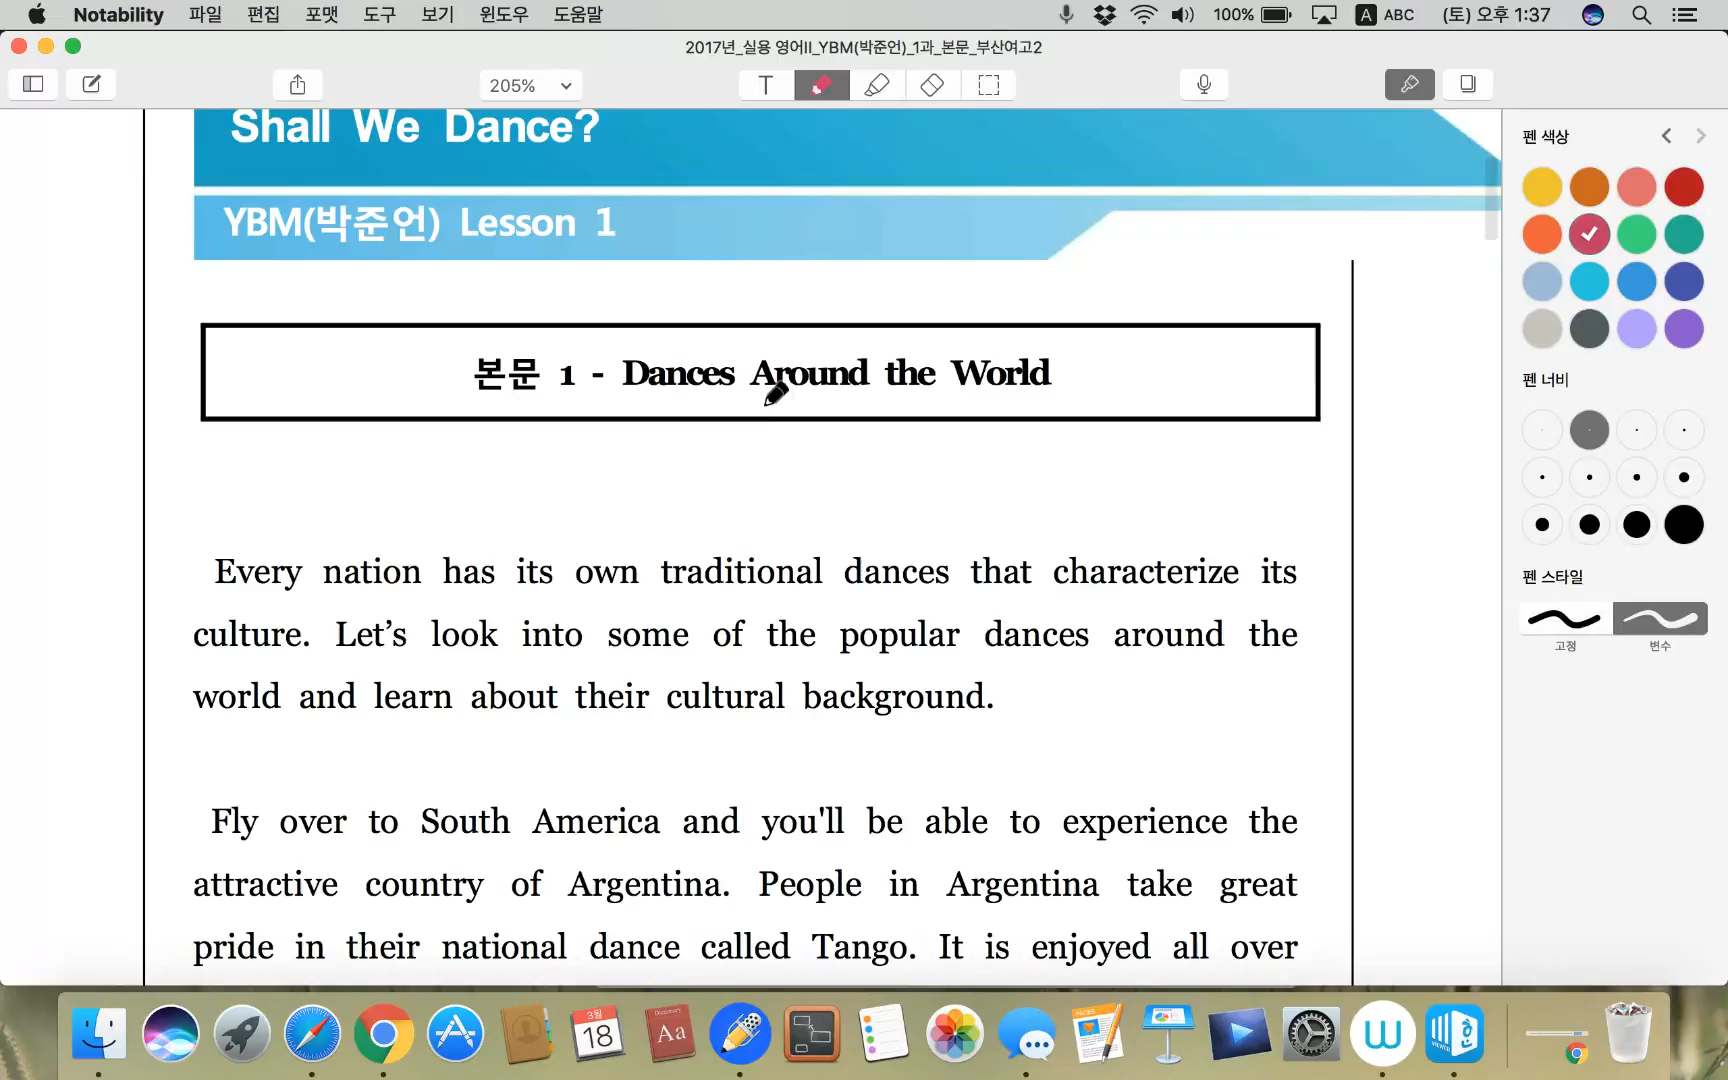 Notability 파일 편집 포맷 도구 보기 윈도우 도움말 100% A ABC (토) 오후 1:37
2017년_실용 영어II_YBM(박준언)_1과_본문_부산여고2
205% T
Shall We Dance?
YBM(박준언) Lesson 1
본문 1 - Dances Around the World
Every nation has its own traditional dances that characterize its
culture. Let’s look into some of the popular dances around the
world and learn about their cultural background.
Fly over to South America and you'll be able to experience the
attractive country of Argentina. People in Argentina take great
pride in their national dance called Tango. It is enjoyed all over
펜 색상
펜 너비
펜 스타일
고정 변수
3월
18
Dictionary
Aa
PAGES
W
VIEWER